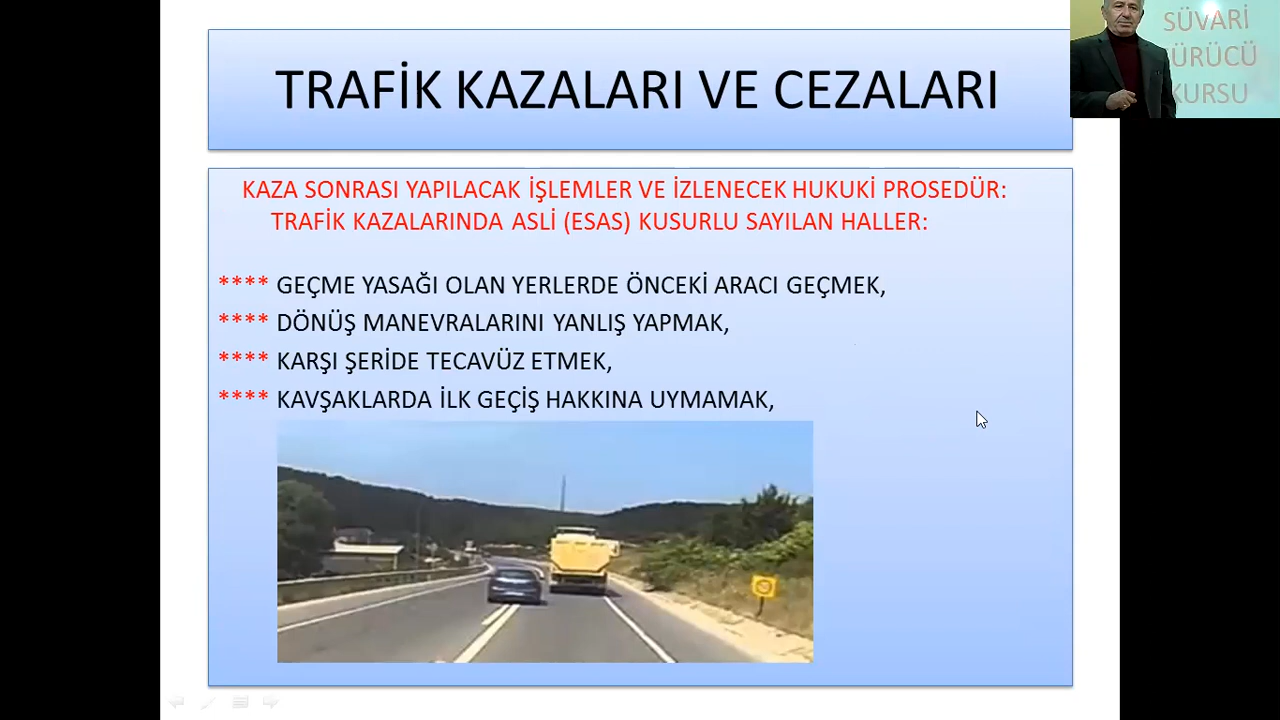 TRAFİK KAZALARI VE CEZALARI
SÜVARİ
ÜRÜCÜ
KURSU
KAZA SONRASI YAPILACAK İŞLEMLER VE İZLENECEK HUKUKİ PROSEDÜR:
TRAFİK KAZALARINDA ASLİ (ESAS) KUSURLU SAYILAN HALLER:
**** GEÇME YASAĞI OLAN YERLERDE ÖNCEKİ ARACI GEÇMEK,
**** DÖNÜŞ MANEVRALARINI YANLIŞ YAPMAK,
**** KARŞI ŞERİDE TECAVÜZ ETMEK,
**** KAVŞAKLARDA İLK GEÇİŞ HAKKINA UYMAMAK,